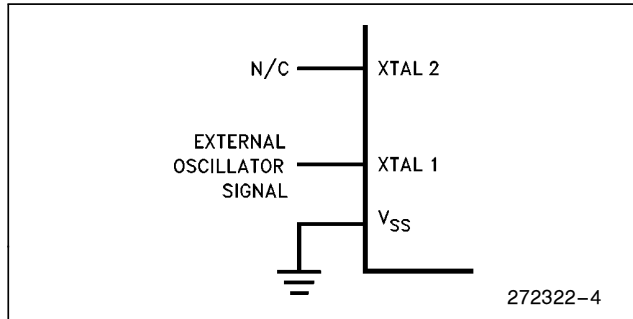 N/C
XTAL 2
EXTERNAL
OSCILLATOR
SIGNAL
XTAL 1
VSS
272322-4